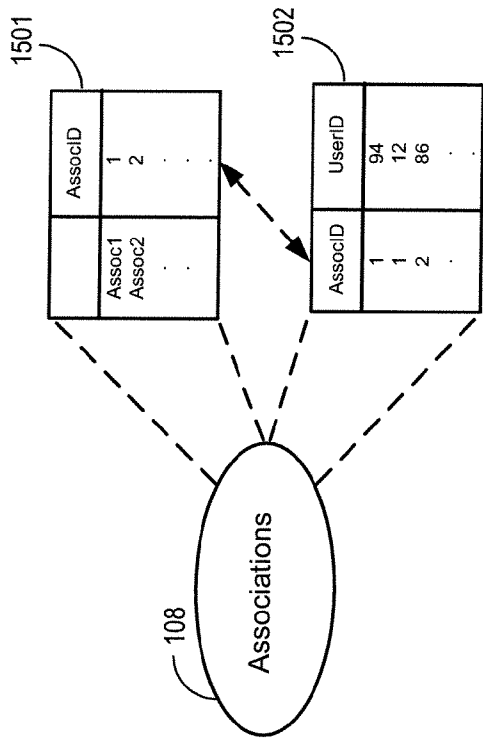 1501
AssocID
Assoc1 1
Assoc2 2
. .
. .
.
1502
AssocID UserID
1 94
1 12
2 86
. .
.
108
Associations